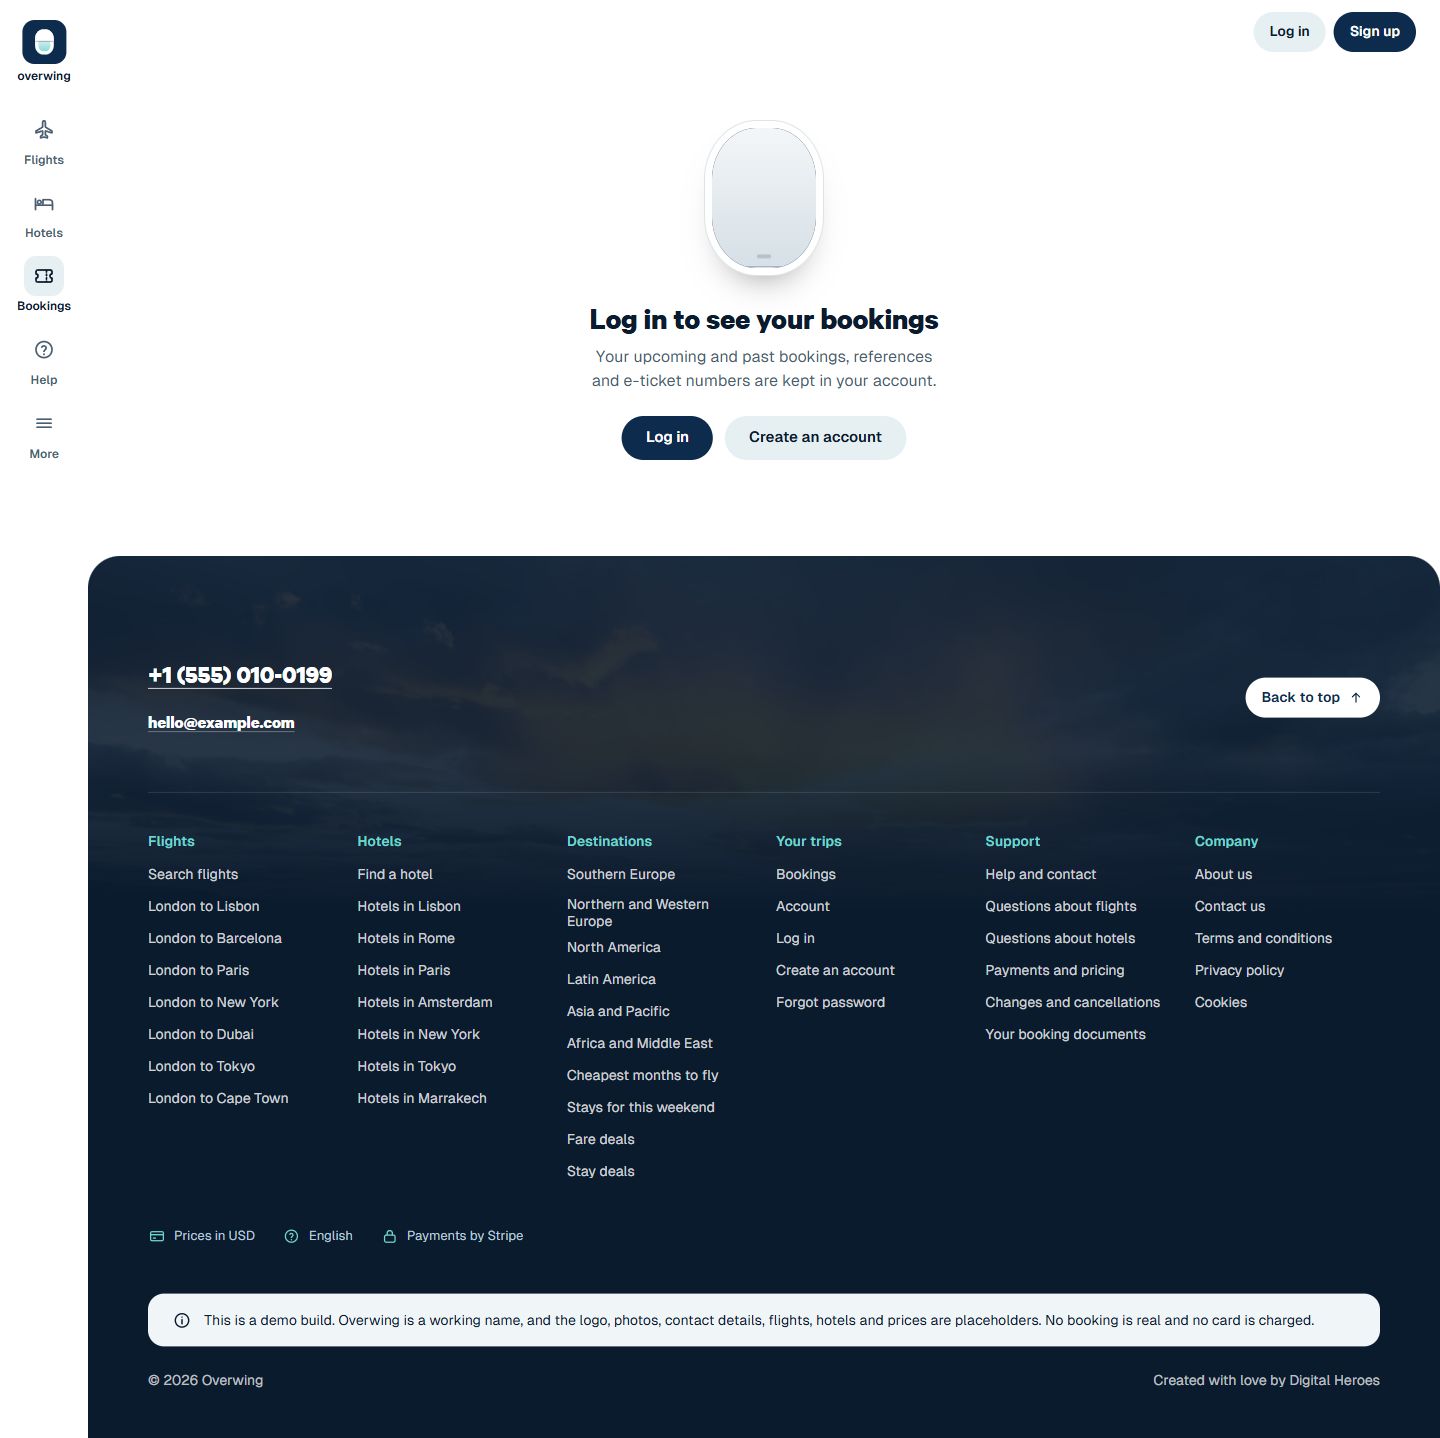 overwing
Log in
Sign up
Flights
Hotels
Bookings
Help
More
Log in to see your bookings
Your upcoming and past bookings, references
and e-ticket numbers are kept in your account.
Log in
Create an account
+1 (555) 010-0199
hello@example.com
Back to top
Flights
Search flights
London to Lisbon
London to Barcelona
London to Paris
London to New York
London to Dubai
London to Tokyo
London to Cape Town
Hotels
Find a hotel
Hotels in Lisbon
Hotels in Rome
Hotels in Paris
Hotels in Amsterdam
Hotels in New York
Hotels in Tokyo
Hotels in Marrakech
Destinations
Southern Europe
Northern and Western
Europe
North America
Latin America
Asia and Pacific
Africa and Middle East
Cheapest months to fly
Stays for this weekend
Fare deals
Stay deals
Your trips
Bookings
Account
Log in
Create an account
Forgot password
Support
Help and contact
Questions about flights
Questions about hotels
Payments and pricing
Changes and cancellations
Your booking documents
Company
About us
Contact us
Terms and conditions
Privacy policy
Cookies
Prices in USD
English
Payments by Stripe
This is a demo build. Overwing is a working name, and the logo, photos, contact details, flights, hotels and prices are placeholders. No booking is real and no card is charged.
© 2026 Overwing
Created with love by Digital Heroes